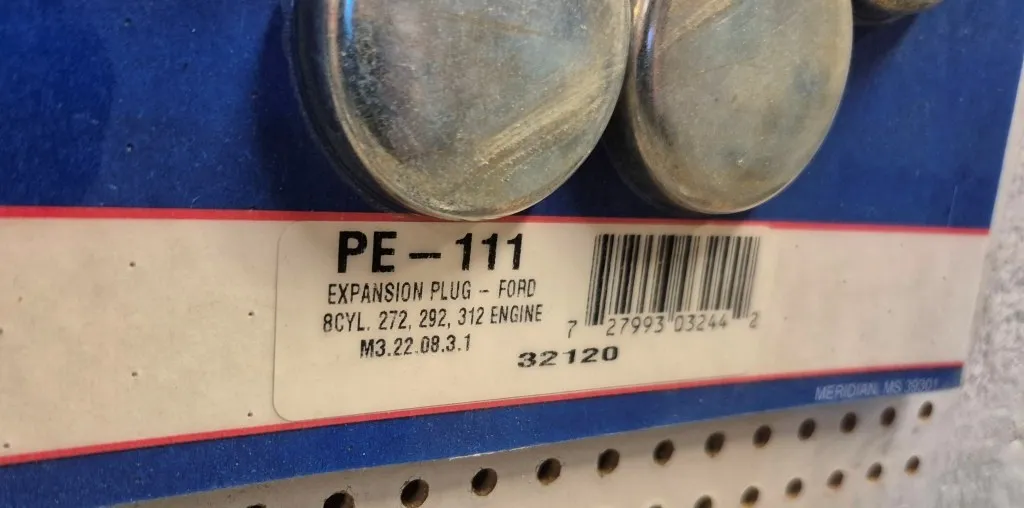 PE-111
EXPANSION PLUG - FORD
8CYL. 272, 292, 312 ENGINE
M3.22.08.3.1
32120
7 27993 03244 2
MERIDIAN, MS